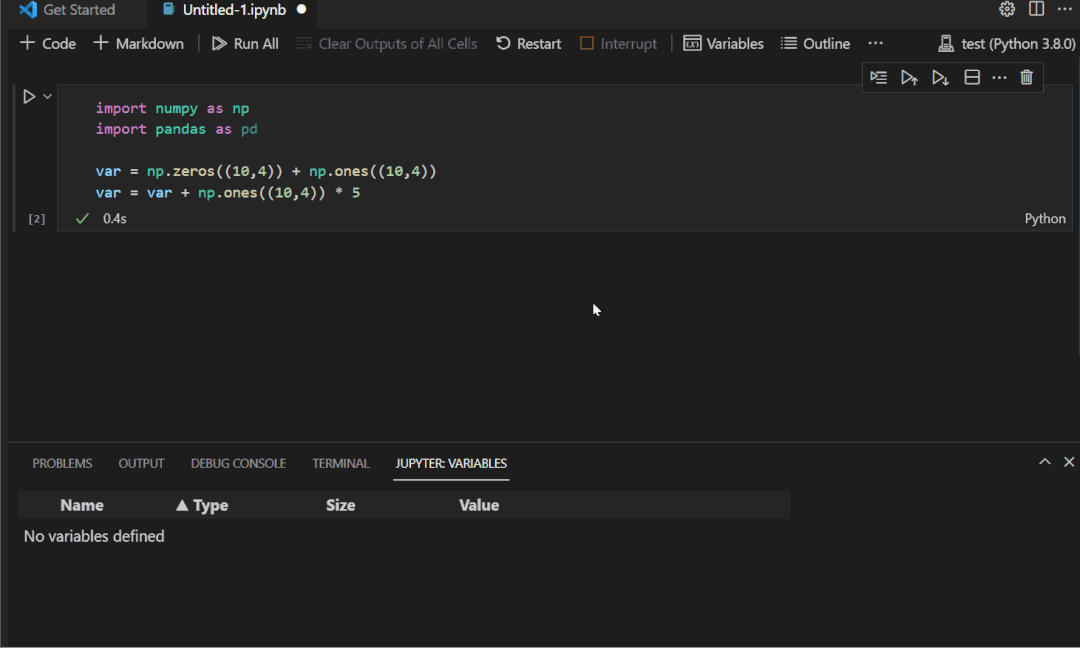 Get Started Untitled-1.ipynb
Code Markdown Run All Clear Outputs of All Cells Restart Interrupt Variables Outline ... test (Python 3.8.0)
import numpy as np
import pandas as pd
var = np.zeros((10,4)) + np.ones((10,4))
var = var + np.ones((10,4)) * 5
[2] 0.4s Python
PROBLEMS OUTPUT DEBUG CONSOLE TERMINAL JUPYTER: VARIABLES
Name Type Size Value
No variables defined